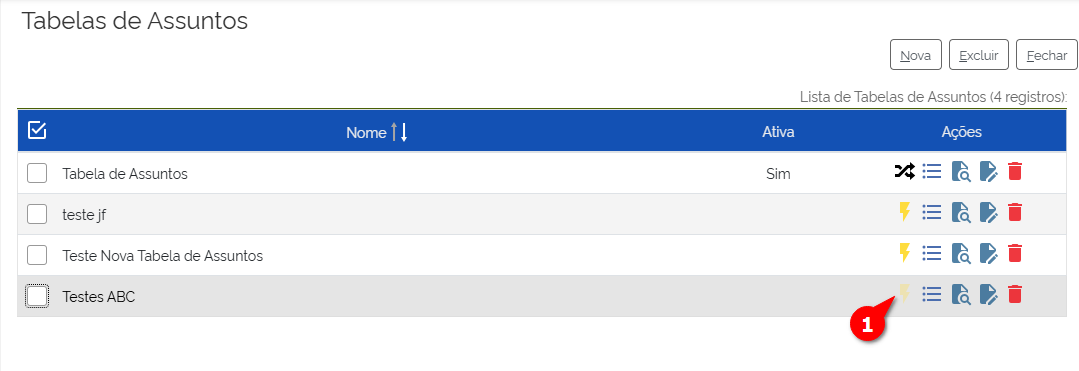 Tabelas de Assuntos
Nova Excluir Fechar
Lista de Tabelas de Assuntos (4 registros):
Nome Ativa Ações
Tabela de Assuntos Sim
teste jf
Teste Nova Tabela de Assuntos
Testes ABC
1